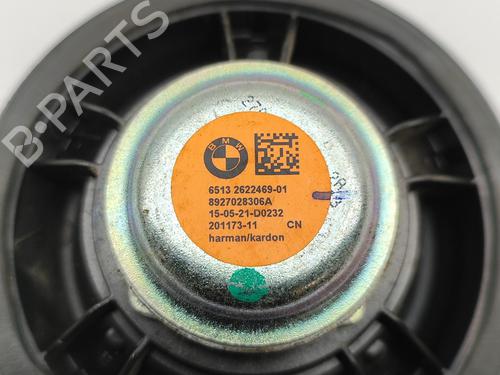 B-PARTS
BMW
6513 2622469-01
8927028306A
15-05-21-D0232
201173-11 CN
harman/kardon